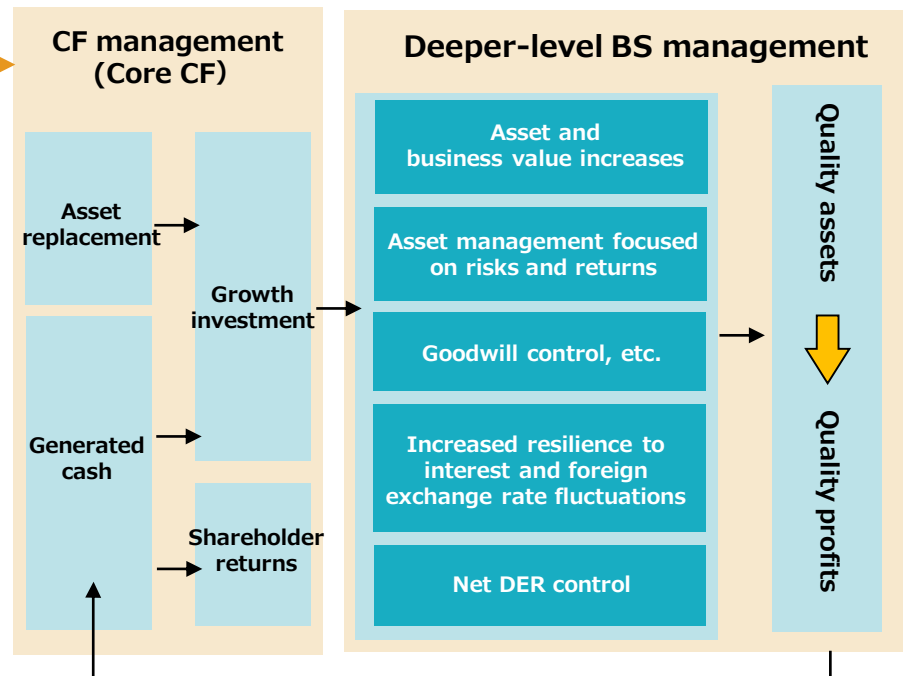 CF management
(Core CF)
Asset
replacement
Growth
investment
Generated
cash
Shareholder
returns
Deeper-level BS management
Asset and
business value increases
Asset management focused
on risks and returns
Goodwill control, etc.
Increased resilience to
interest and foreign
exchange rate fluctuations
Net DER control
Quality assets
Quality profits